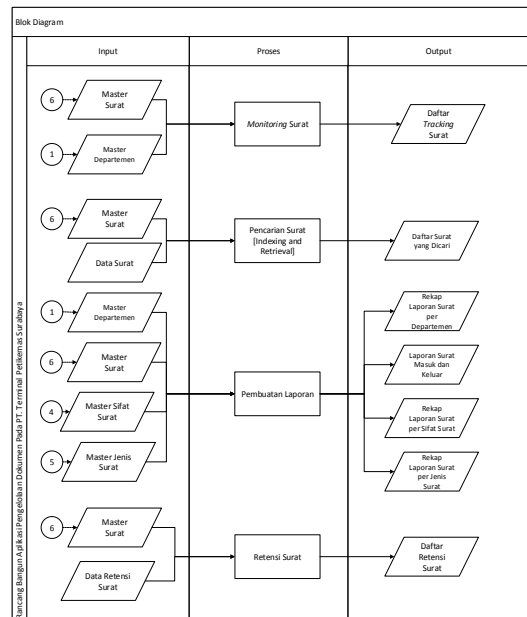 Blok Diagram
Input
Proses
Output
Rancang Bangun Aplikasi Pengelolaan Dokumen Pada PT. Terminal Petikemas Surabaya
6
Master
Surat
1
Master
Departemen
Monitoring Surat
Daftar
Tracking
Surat
6
Master
Surat
Data Surat
Pencarian Surat
[Indexing and
Retrieval]
Daftar Surat
yang Dicari
1
Master
Departemen
6
Master
Surat
4
Master Sifat
Surat
5
Master Jenis
Surat
Pembuatan Laporan
Rekap
Laporan Surat
per
Departemen
Laporan Surat
Masuk dan
Keluar
Rekap
Laporan Surat
per Sifat Surat
Rekap
Laporan Surat
per Jenis
Surat
6
Master
Surat
Data Retensi
Surat
Retensi Surat
Daftar
Retensi
Surat